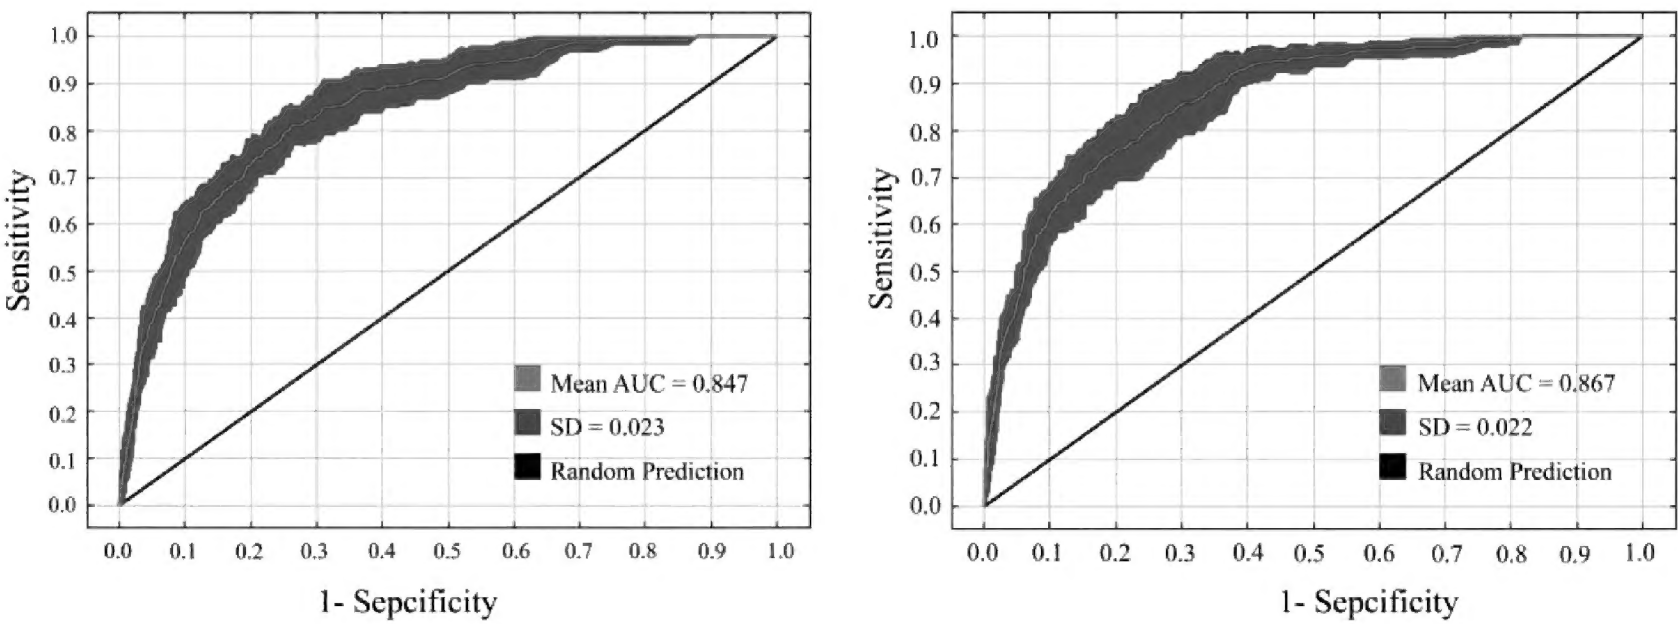 1.0
0.9
0.8
0.7
0.6
0.5
0.4
0.3
0.2
0.1
0.0
Sensitivity
Mean AUC = 0.847
SD = 0.023
Random Prediction
0.0 0.1 0.2 0.3 0.4 0.5 0.6 0.7 0.8 0.9 1.0
1- Sepcificity
1.0
0.9
0.8
0.7
0.6
0.5
0.4
0.3
0.2
0.1
0.0
Sensitivity
Mean AUC = 0.867
SD = 0.022
Random Prediction
0.0 0.1 0.2 0.3 0.4 0.5 0.6 0.7 0.8 0.9 1.0
1- Sepcificity